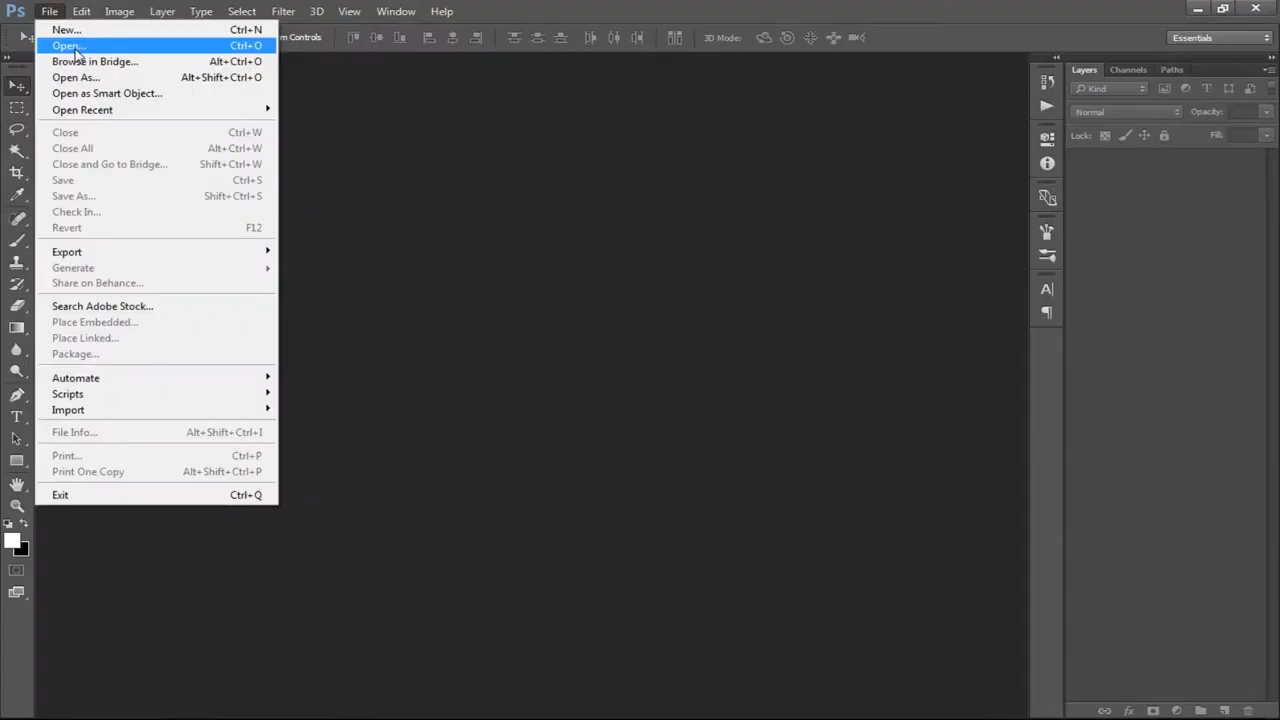 Ps File Edit Image Layer Type Select Filter 3D View Window Help
m Controls 3D Mode: Essentials
New... Ctrl+N
Open... Ctrl+O
Browse in Bridge... Alt+Ctrl+O
Open As... Alt+Shift+Ctrl+O
Open as Smart Object...
Open Recent
Close Ctrl+W
Close All Alt+Ctrl+W
Close and Go to Bridge... Shift+Ctrl+W
Save Ctrl+S
Save As... Shift+Ctrl+S
Check In...
Revert F12
Export
Generate
Share on Behance...
Search Adobe Stock...
Place Embedded...
Place Linked...
Package...
Automate
Scripts
Import
File Info... Alt+Shift+Ctrl+I
Print... Ctrl+P
Print One Copy Alt+Shift+Ctrl+P
Exit Ctrl+Q
Layers Channels Paths
Kind
Normal Opacity:
Lock: Fill: